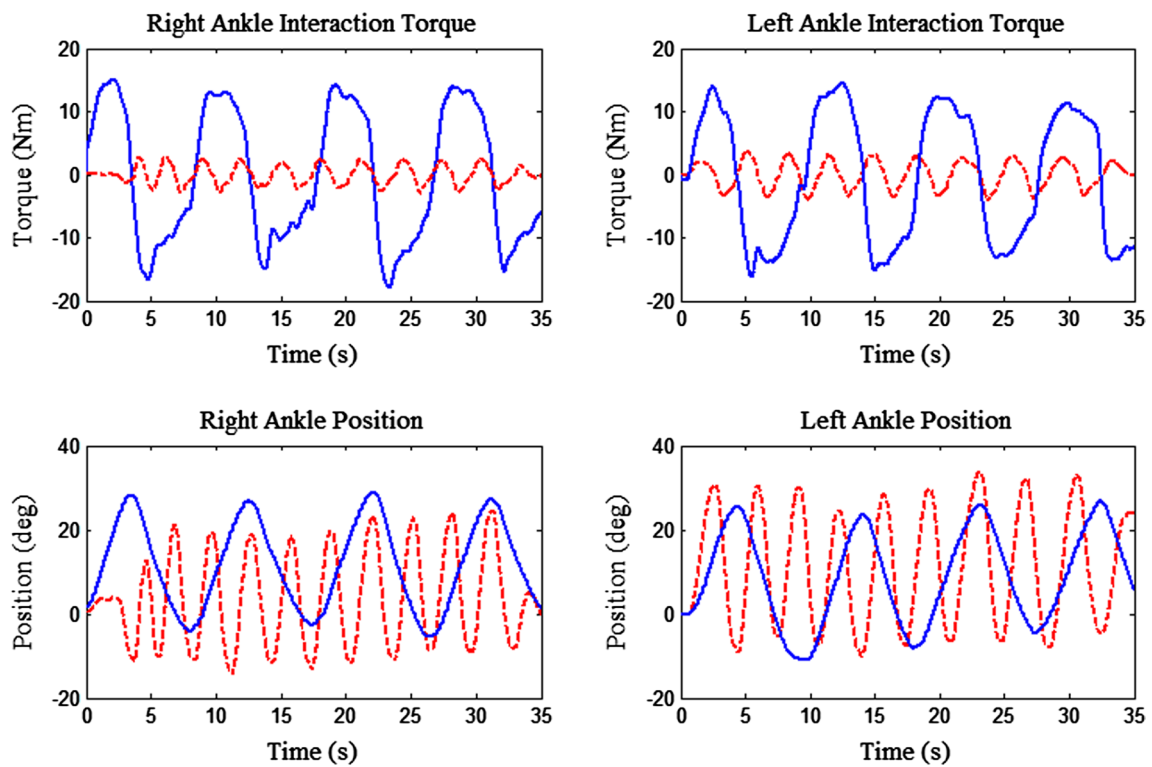 Right Ankle Interaction Torque
Torque (Nm)
20
10
0
-10
-20
0 5 10 15 20 25 30 35
Time (s)
Left Ankle Interaction Torque
Torque (Nm)
20
10
0
-10
-20
0 5 10 15 20 25 30 35
Time (s)
Right Ankle Position
Position (deg)
40
20
0
-20
0 5 10 15 20 25 30 35
Time (s)
Left Ankle Position
Position (deg)
40
20
0
-20
0 5 10 15 20 25 30 35
Time (s)